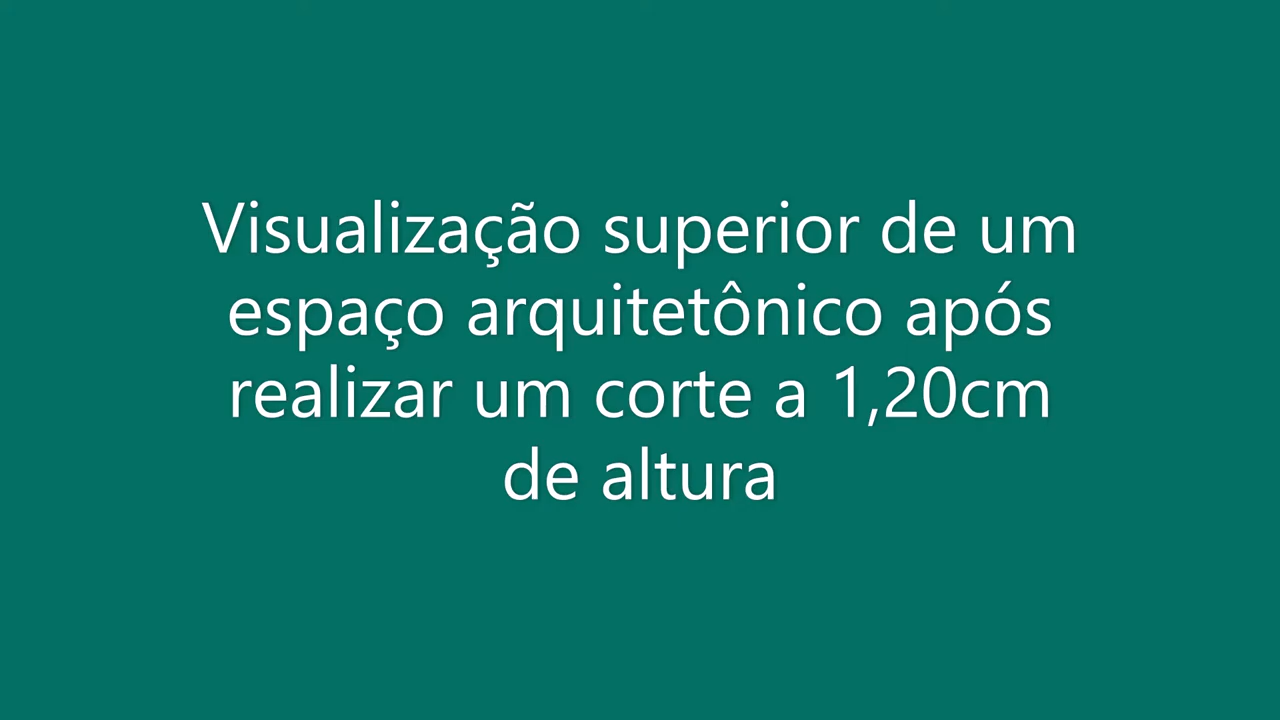 Visualização superior de um
espaço arquitetônico após
realizar um corte a 1,20cm
de altura